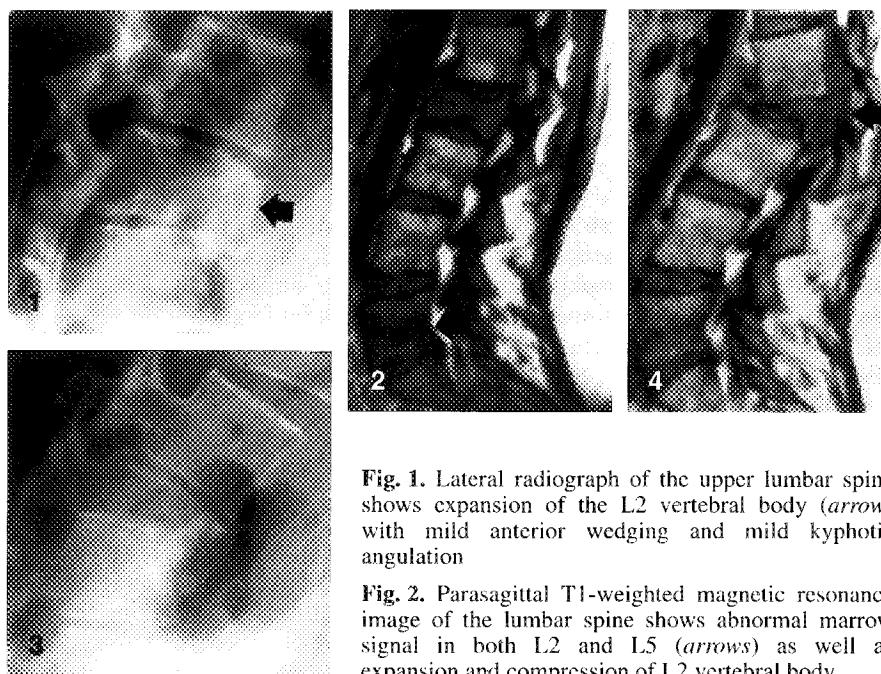 1
2
4
3
Fig. 1. Lateral radiograph of the upper lumbar spin
shows expansion of the L2 vertebral body (arrow
with mild anterior wedging and mild kyphoti
angulation
Fig. 2. Parasagittal T1-weighted magnetic resonanc
image of the lumbar spine shows abnormal marrow
signal in both L2 and L5 (arrows) as well a
expansion and compression of L2 vertebral body